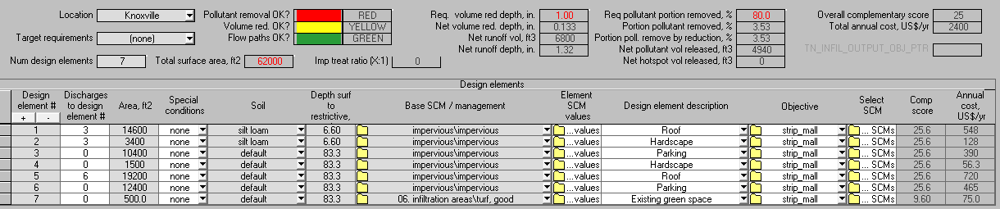 Location Knoxville Pollutant removal OK? RED Req. volume red depth, in. 1.00 Req pollutant portion removed, % 80.0 Overall complementary score 25
Volume red. OK? YELLOW Net volume red depth, in. 0.133 Portion pollutant removed, % 3.53 Total annual cost, US$/yr 2400
Target requirements (none) Flow paths OK? GREEN Net runoff vol, ft3 6800 Portion poll. remove by reduction, % 3.53
Net runoff depth, in. 1.32 Net pollutant vol released, ft3 4940 TN_INFIL_OUTPUT_OBJ_PTR
Num design elements 7 Total surface area, ft2 62000 Imp treat ratio (X:1) 0 Net hotspot vol released, ft3 0
Design elements
Design element # + - Discharges to design element # Area, ft2 Special conditions Soil Depth surf to restrictive, Base SCM / management Element SCM values Design element description Objective Select SCM Comp score Annual cost, US$/yr
1 3 14600 none silt loam 6.60 impervious\impervious ...values Roof strip_mall ... SCMs 25.6 548
2 3 3400 none silt loam 6.60 impervious\impervious ...values Hardscape strip_mall ... SCMs 25.6 128
3 0 10400 none default 83.3 impervious\impervious ...values Parking strip_mall ... SCMs 25.6 390
4 0 1500 none default 83.3 impervious\impervious ...values Hardscape strip_mall ... SCMs 25.6 56.3
5 6 19200 none default 83.3 impervious\impervious ...values Roof strip_mall ... SCMs 25.6 720
6 0 12400 none default 83.3 impervious\impervious ...values Parking strip_mall ... SCMs 25.6 465
7 0 500.0 none default 83.3 06. infiltration areas\turf, good ...values Existing green space strip_mall ... SCMs 9.60 75.0